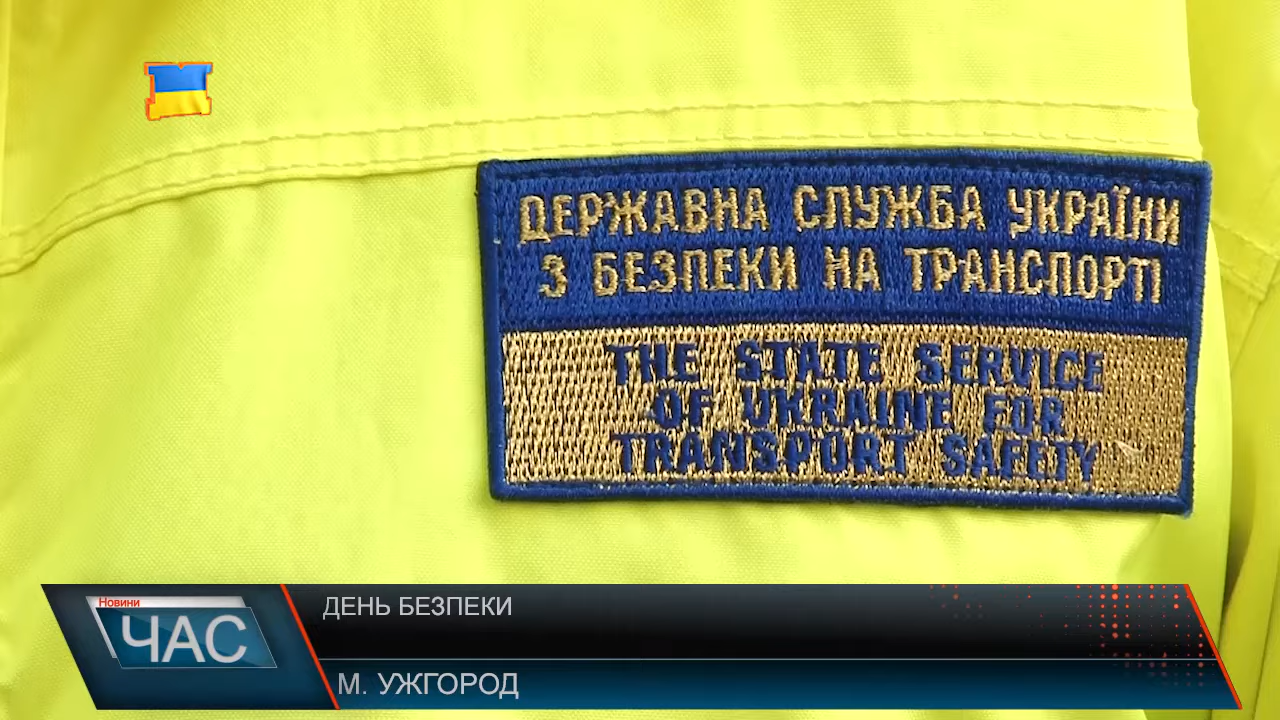 ДЕРЖАВНА СЛУЖБА УКРАЇНИ
З БЕЗПЕКИ НА ТРАНСПОРТІ
THE STATE SERVICE
OF UKRAINE FOR
TRANSPORT SAFETY
Новини
ЧАС
ДЕНЬ БЕЗПЕКИ
М. УЖГОРОД